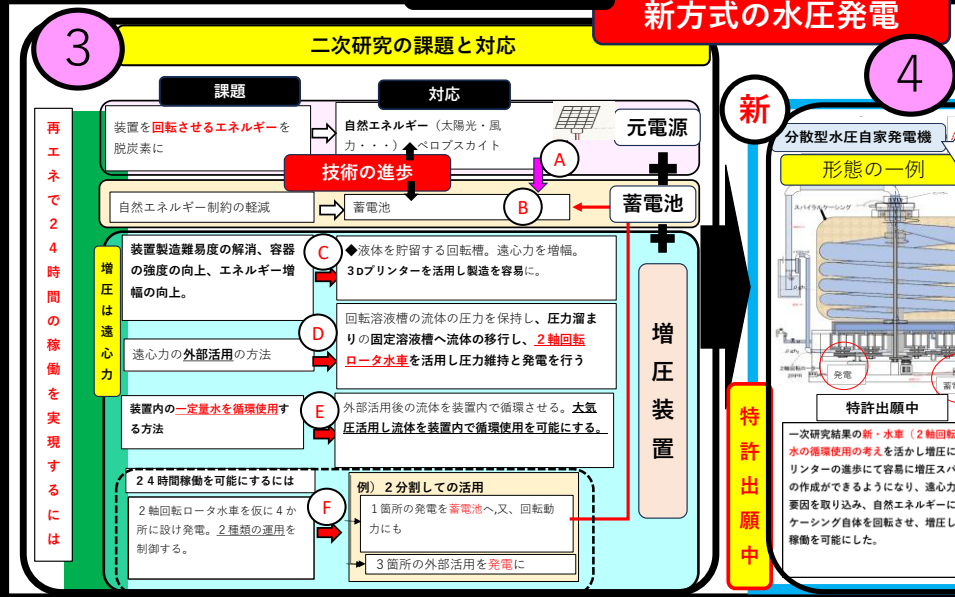 新方式の水圧発電
3
二次研究の課題と対応
4
課題
対応
装置を回転させるエネルギーを
脱炭素に
自然エネルギー（太陽光・風
力・・・）、ペロブスカイト
元電源
A
技術の進歩
自然エネルギー制約の軽減
蓄電池
B
蓄電池
再エネで24時間の稼働を実現するには
増圧は遠心力
装置製造難易度の解消、容器
の強度の向上、エネルギー増
幅の向上。
C
◆液体を貯留する回転槽。遠心力を増幅。
３Dプリンターを活用し製造を容易に。
遠心力の外部活用の方法
D
回転溶液槽の流体の圧力を保持し、圧力溜ま
りの固定溶液槽へ流体の移行し、２軸回転
ロータ水車を活用し圧力維持と発電を行う
装置内の一定量水を循環使用す
る方法
E
外部活用後の流体を装置内で循環させる。大気
圧活用し流体を装置内で循環使用を可能にする。
２４時間稼働を可能にするには
２軸回転ロータ水車を仮に４か
所に設け発電。２種類の運用を
制御する。
F
例）２分割しての活用
１箇所の発電を蓄電池へ,又、回転動
力にも
３箇所の外部活用を発電に
増圧装置
新
特許出願中
分散型水圧自家発電機
形態の一例
スパイラルケーシング
発電
特許出願中
一次研究結果の新・水車（２軸回転
水の循環使用の考えを活かし増圧に
リンターの進歩にて容易に増圧スパ
の作成ができるようになり、遠心力
要因を取り込み、自然エネルギーに
ケーシング自体を回転させ、増圧し
稼働を可能にした。